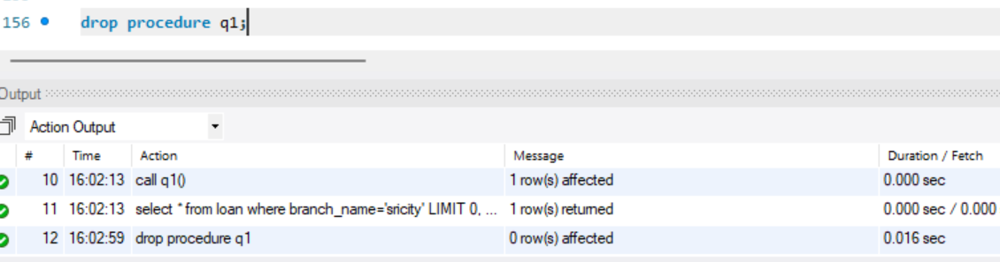 156 drop procedure q1;
Output
Action Output
# Time Action Message Duration / Fetch
10 16:02:13 call q1() 1 row(s) affected 0.000 sec
11 16:02:13 select * from loan where branch_name='sricity' LIMIT 0, ... 1 row(s) returned 0.000 sec / 0.000
12 16:02:59 drop procedure q1 0 row(s) affected 0.016 sec